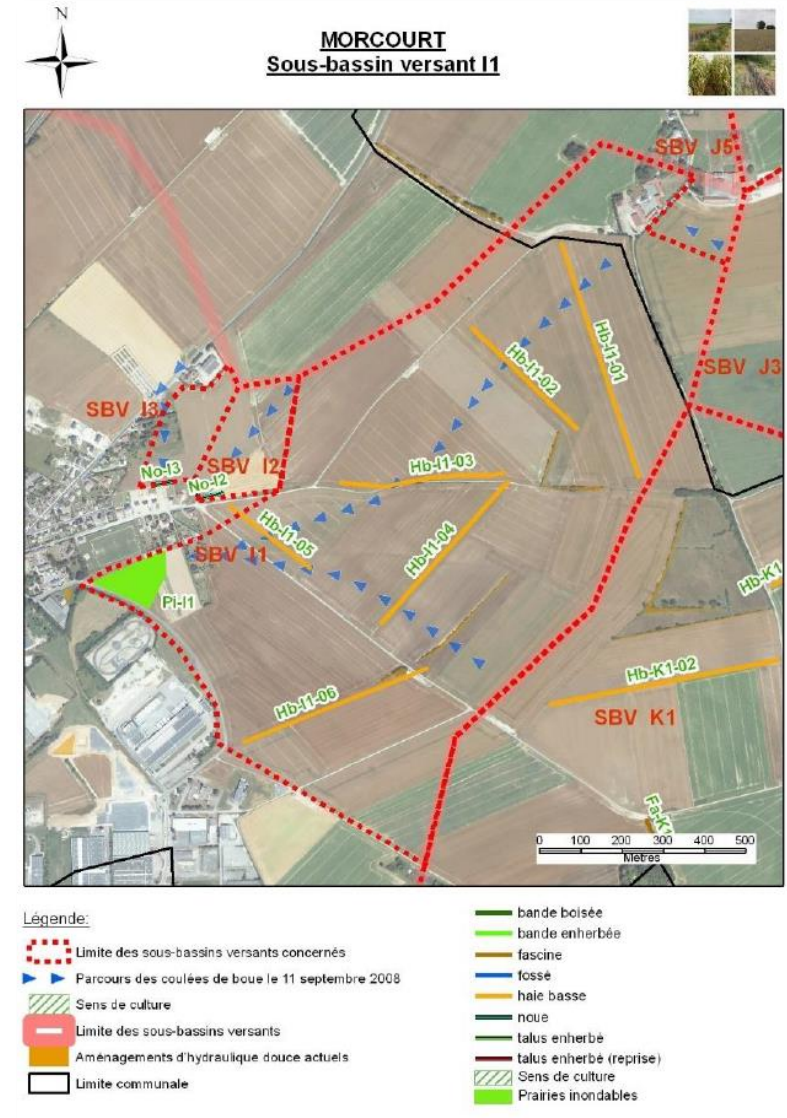 N
MORCOURT
Sous-bassin versant I1
SBV J5
Hb-I1-01
Hb-I1-02
SBV J3
SBV I3
Hb-I1-03
No-I3
SBV I2
No-I2
Hb-I1-05
SBV I1
Hb-I1-04
Hb-K1
Pi-I1
Hb-K1-02
Hb-I1-06
SBV K1
Fa-K1
0 100 200 300 400 500
Metres
Légende:
Limite des sous-bassins versants concernés
Parcours des coulées de boue le 11 septembre 2008
Sens de culture
Limite des sous-bassins versants
Aménagements d'hydraulique douce actuels
Limite communale
bande boisée
bande enherbée
fascine
fossé
haie basse
noue
talus enherbé
talus enherbé (reprise)
Sens de culture
Prairies inondables